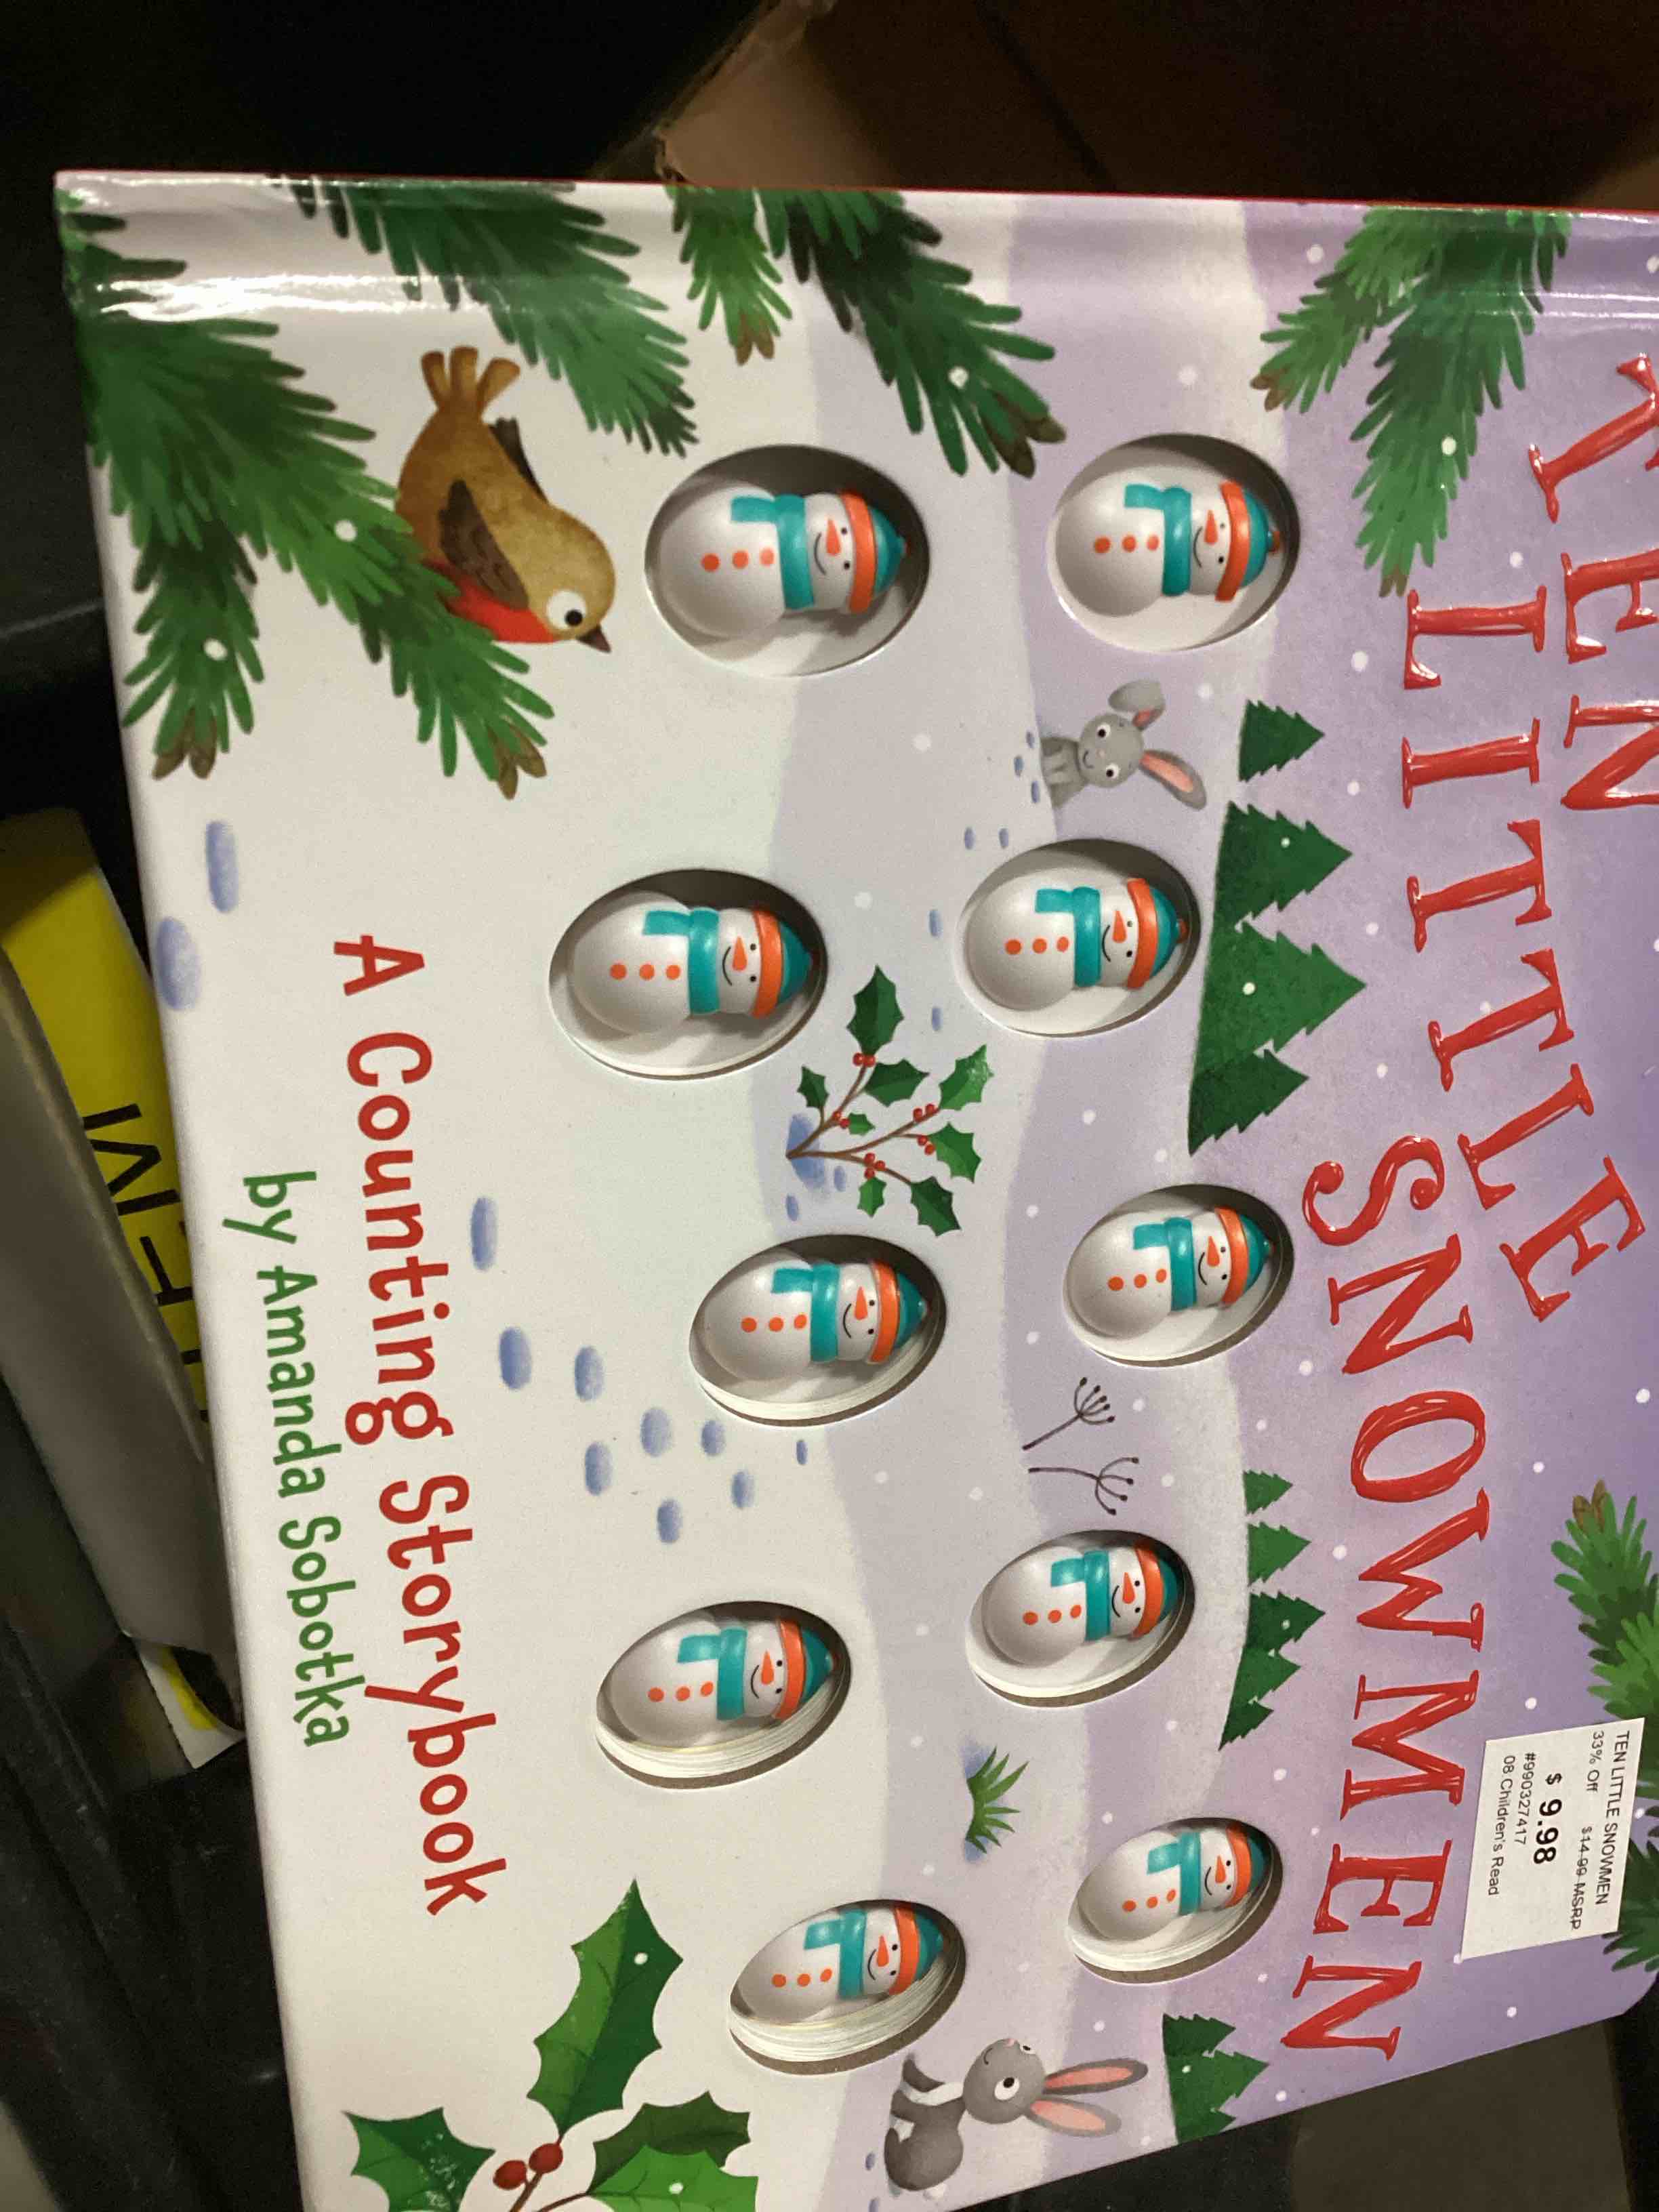 TEN
LITTLE
SNOWMEN
TEN LITTLE SNOWMEN
33% Off $14.99 MSRP
$ 9.98
#990327417
08:Children's Read
A Counting Storybook
by Amanda Sobotka